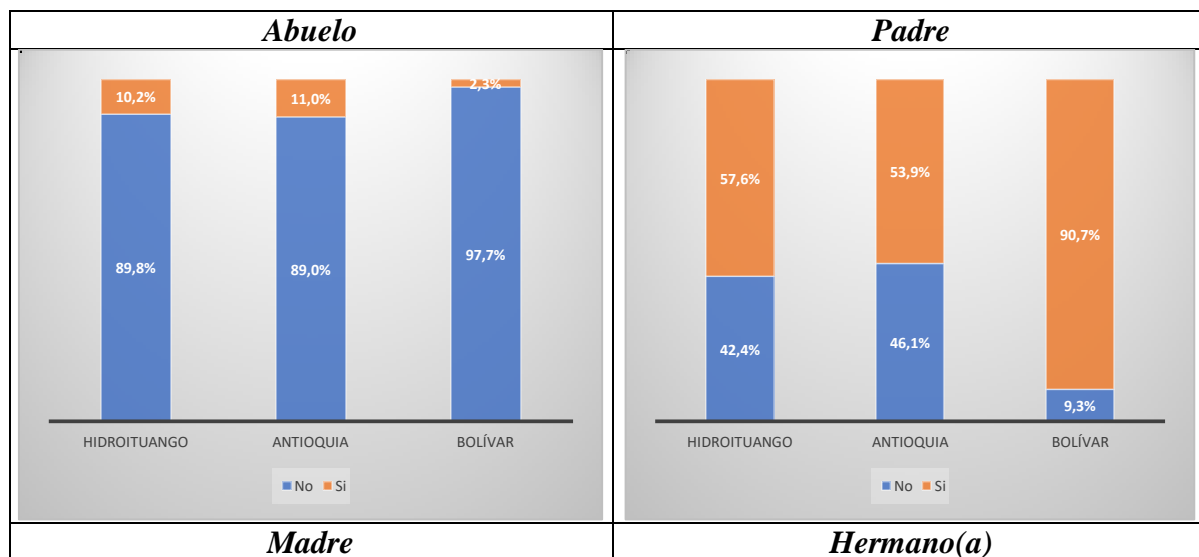 Abuelo
10,2%
11,0%
2,3%
89,8%
89,0%
97,7%
HIDROITUANGO ANTIOQUIA BOLÍVAR
No Si
Padre
57,6%
53,9%
90,7%
42,4%
46,1%
9,3%
HIDROITUANGO ANTIOQUIA BOLÍVAR
No Si
Madre
Hermano(a)